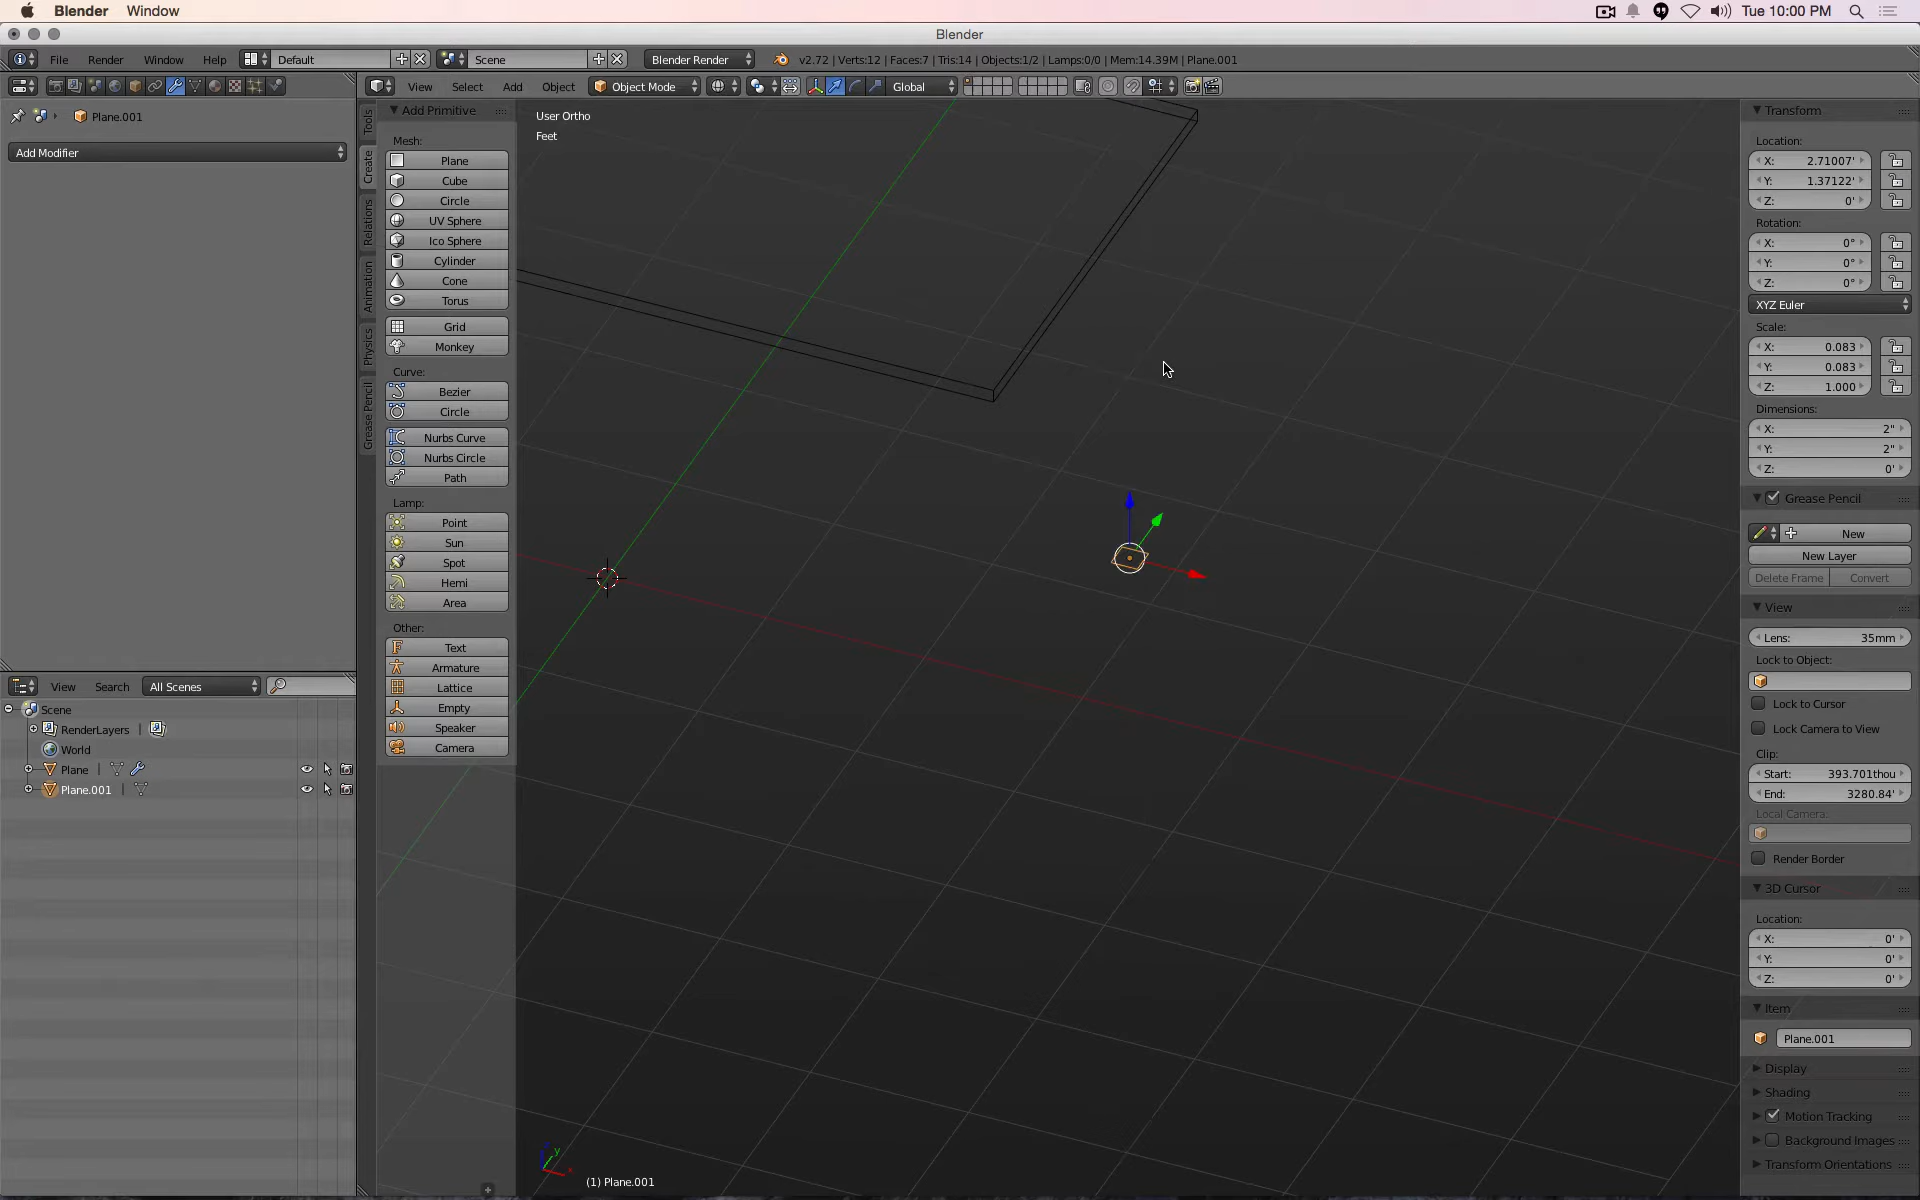 Blender Window Tue 10:00 PM
Blender
File Render Window Help Default Scene Blender Render v2.72 | Verts:12 | Faces:7 | Tris:14 | Objects:1/2 | Lamps:0/0 | Mem:14.39M | Plane.001
View Select Add Object Object Mode Global
Plane.001
Add Modifier
Tools
Create
Relations
Animation
Physics
Grease Pencil
Add Primitive
Mesh:
Plane
Cube
Circle
UV Sphere
Ico Sphere
Cylinder
Cone
Torus
Grid
Monkey
Curve:
Bezier
Circle
Nurbs Curve
Nurbs Circle
Path
Lamp:
Point
Sun
Spot
Hemi
Area
Other:
Text
Armature
Lattice
Empty
Speaker
Camera
User Ortho
Feet
y
x
(1) Plane.001
Transform
Location:
X: 2.71007'
Y: 1.37122'
Z: 0'
Rotation:
X: 0°
Y: 0°
Z: 0°
XYZ Euler
Scale:
X: 0.083
Y: 0.083
Z: 1.000
Dimensions:
X: 2"
Y: 2"
Z: 0'
Grease Pencil
New
New Layer
Delete Frame Convert
View
Lens: 35mm
Lock to Object:
Lock to Cursor
Lock Camera to View
Clip:
Start: 393.701thou
End: 3280.84'
Local Camera:
Render Border
3D Cursor
Location:
X: 0'
Y: 0'
Z: 0'
Item
Plane.001
Display
Shading
Motion Tracking
Background Images
Transform Orientations
View Search All Scenes
Scene
RenderLayers |
World
Plane |
Plane.001 |